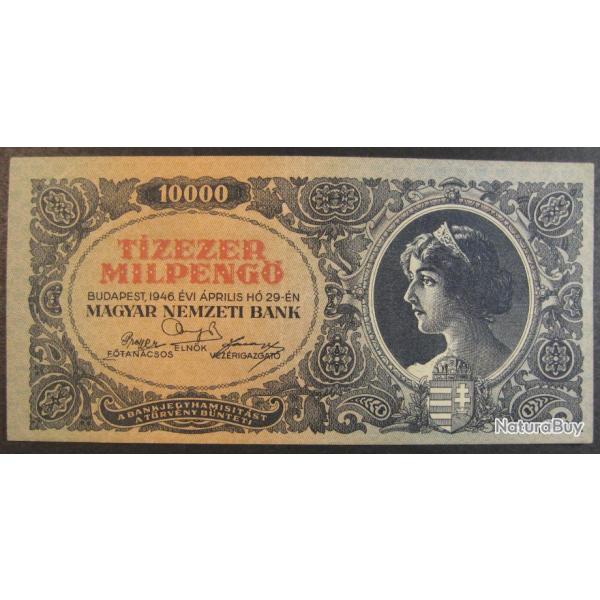 10000
TÍZEZER
MILPENGŐ
BUDAPEST, 1946. ÉVI ÁPRILIS HÓ 29-ÉN
MAGYAR NEMZETI BANK
ELNÖK
FŐTANÁCSOS VEZÉRIGAZGATÓ
A BANKJEGYHAMISÍTÁST
A TÖRVÉNY BÜNTETI
NaturaBuy